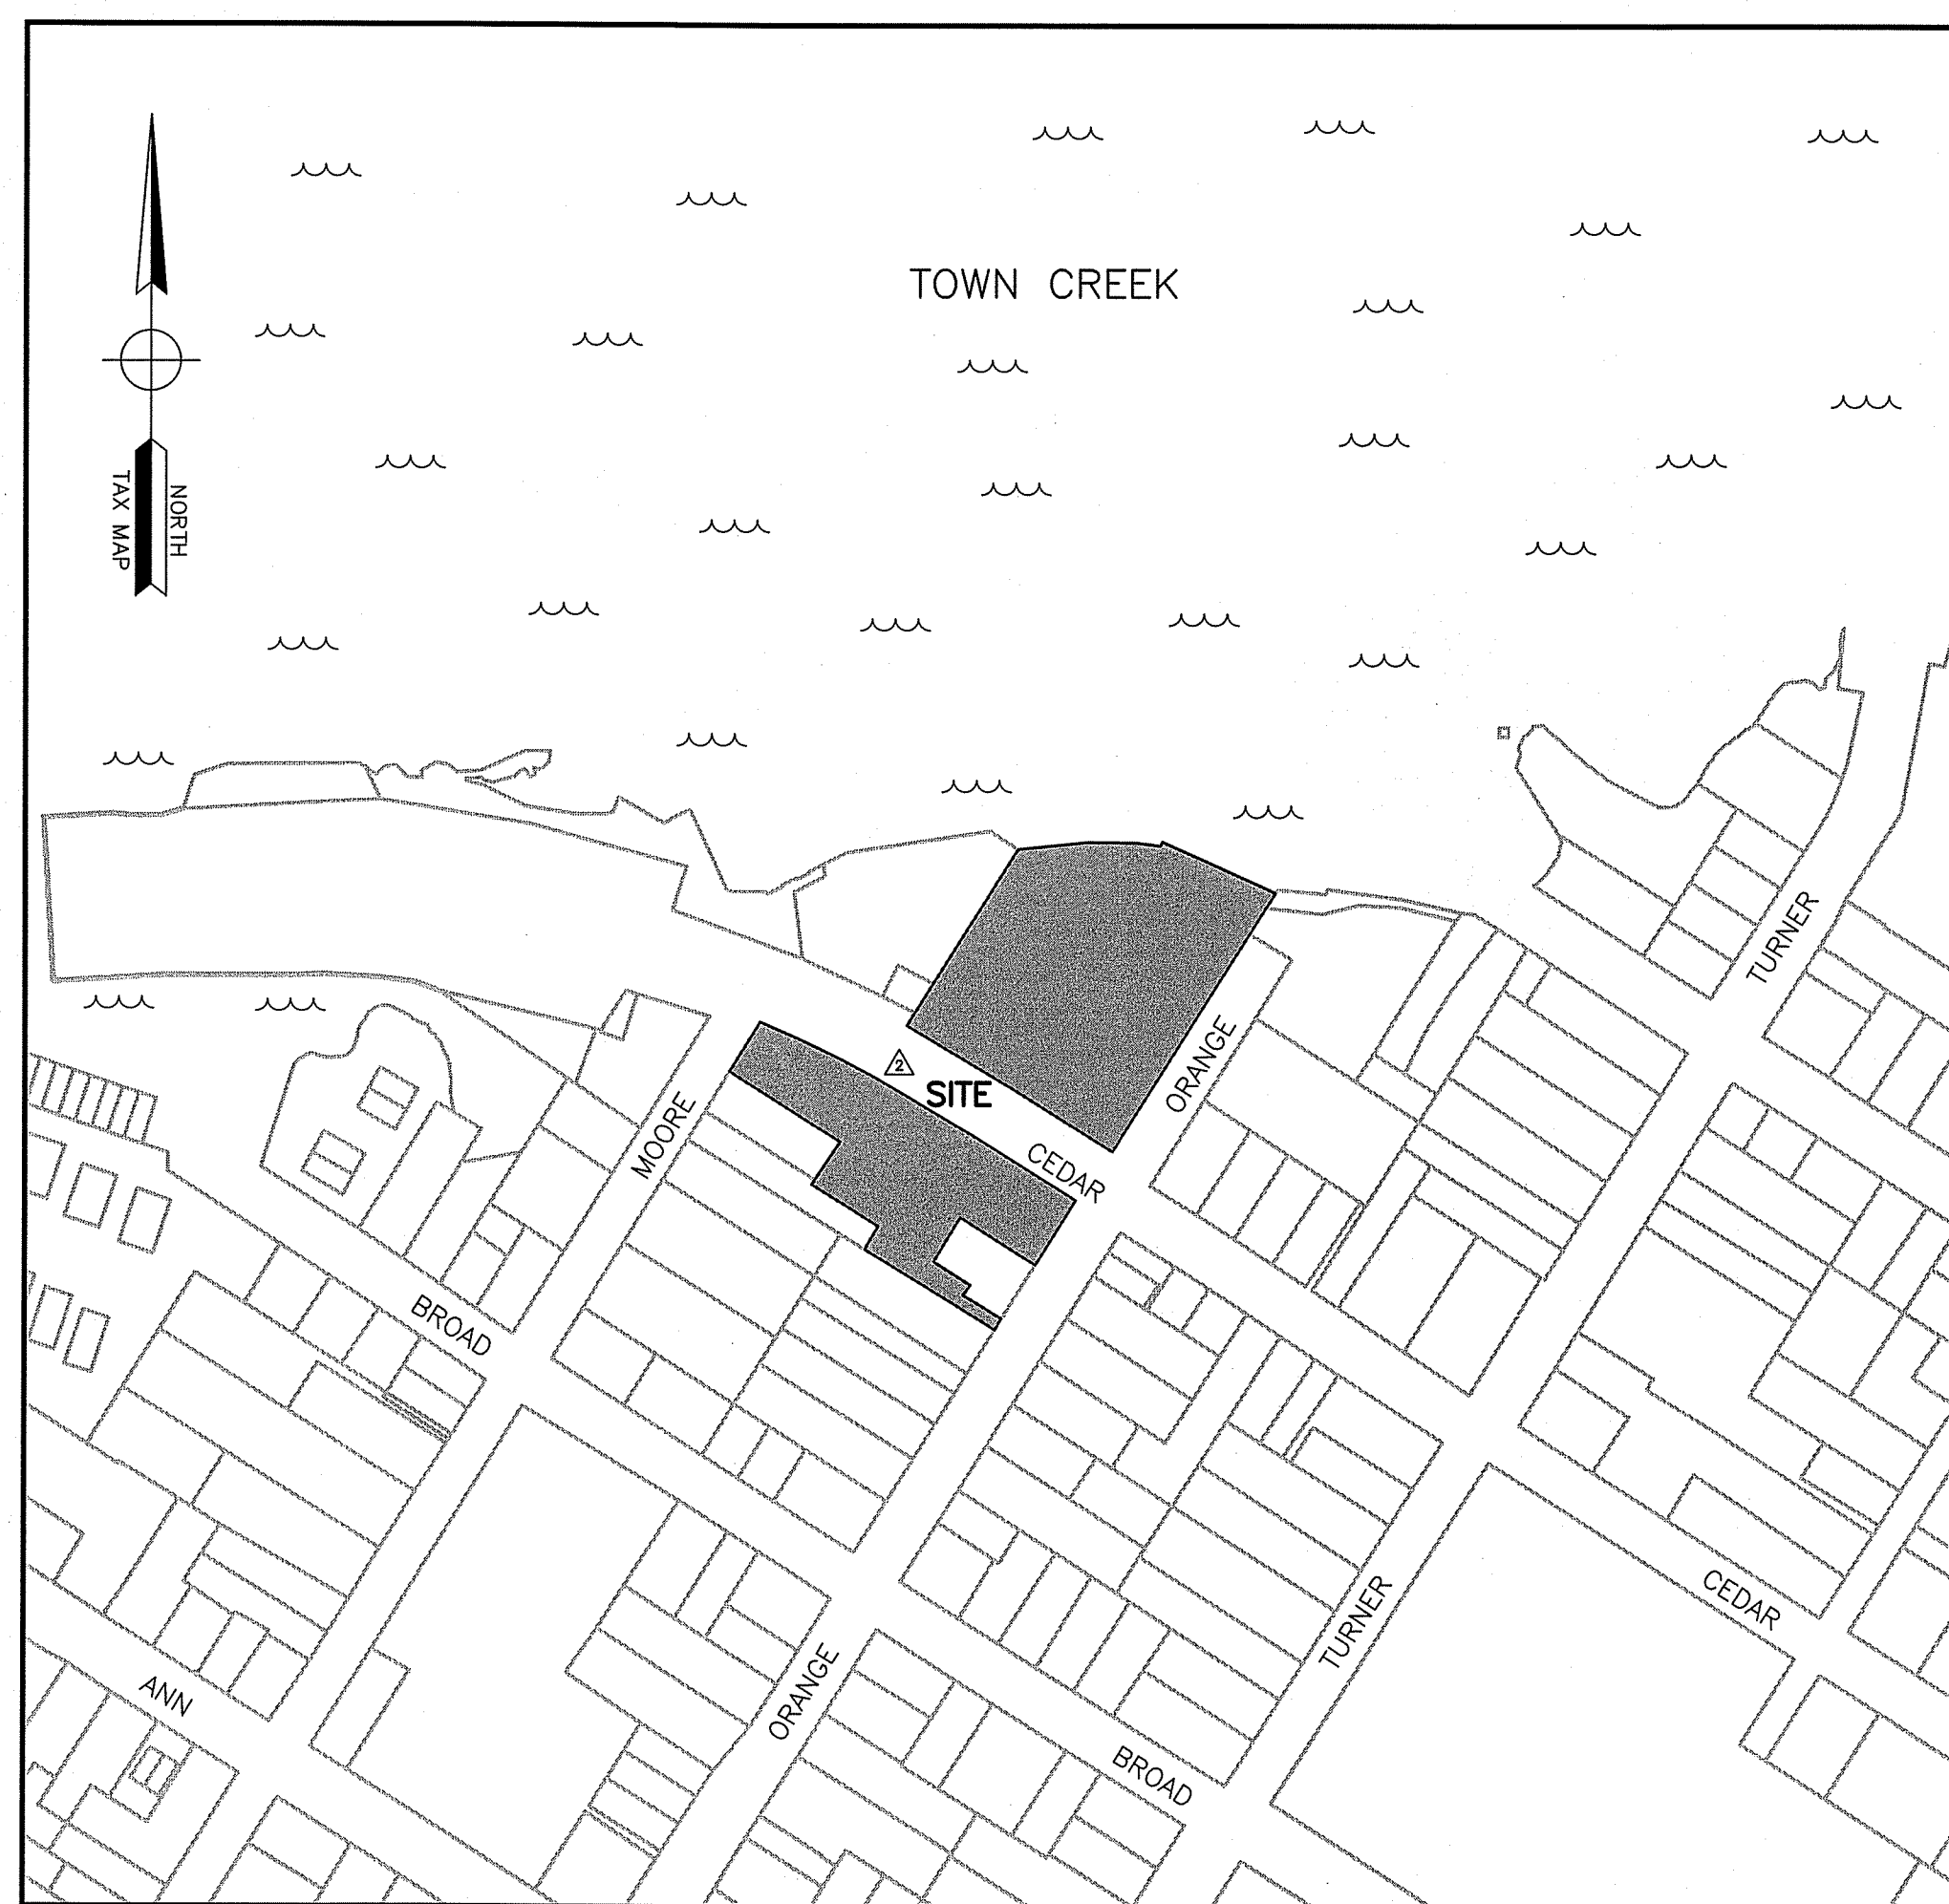 TOWN CREEK
NORTH
TAX MAP
TURNER
ORANGE
2
SITE
MOORE
CEDAR
BROAD
CEDAR
TURNER
ORANGE
ANN
BROAD